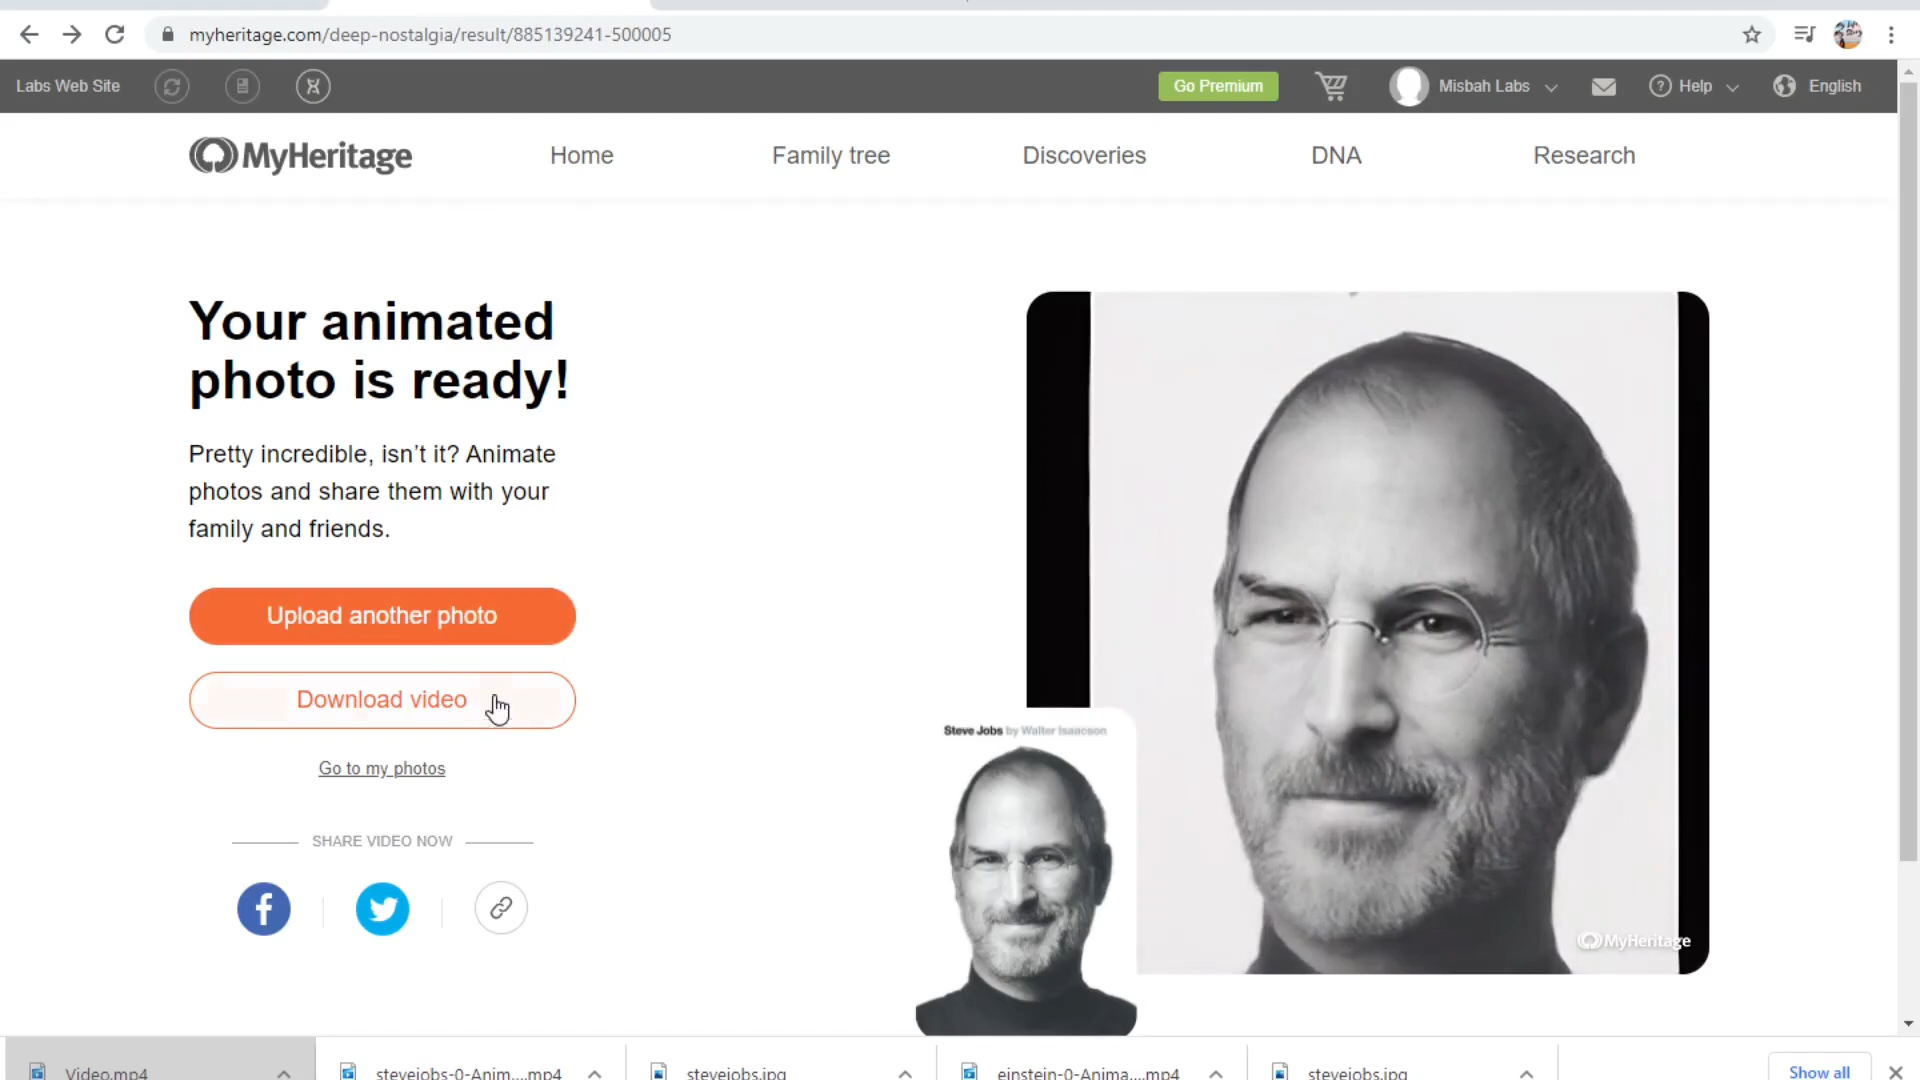 myheritage.com/deep-nostalgia/result/885139241-500005
Labs Web Site
Go Premium
Misbah Labs
? Help
English
MyHeritage
Home
Family tree
Discoveries
DNA
Research
Your animated
photo is ready!
Pretty incredible, isn’t it? Animate
photos and share them with your
family and friends.
Upload another photo
Download video
Go to my photos
SHARE VIDEO NOW
Steve Jobs by Walter Isaacson
MyHeritage
Video.mp4
stevejobs-0-Anim....mp4
stevejobs.jpg
einstein-0-Anima....mp4
stevejobs.jpg
Show all